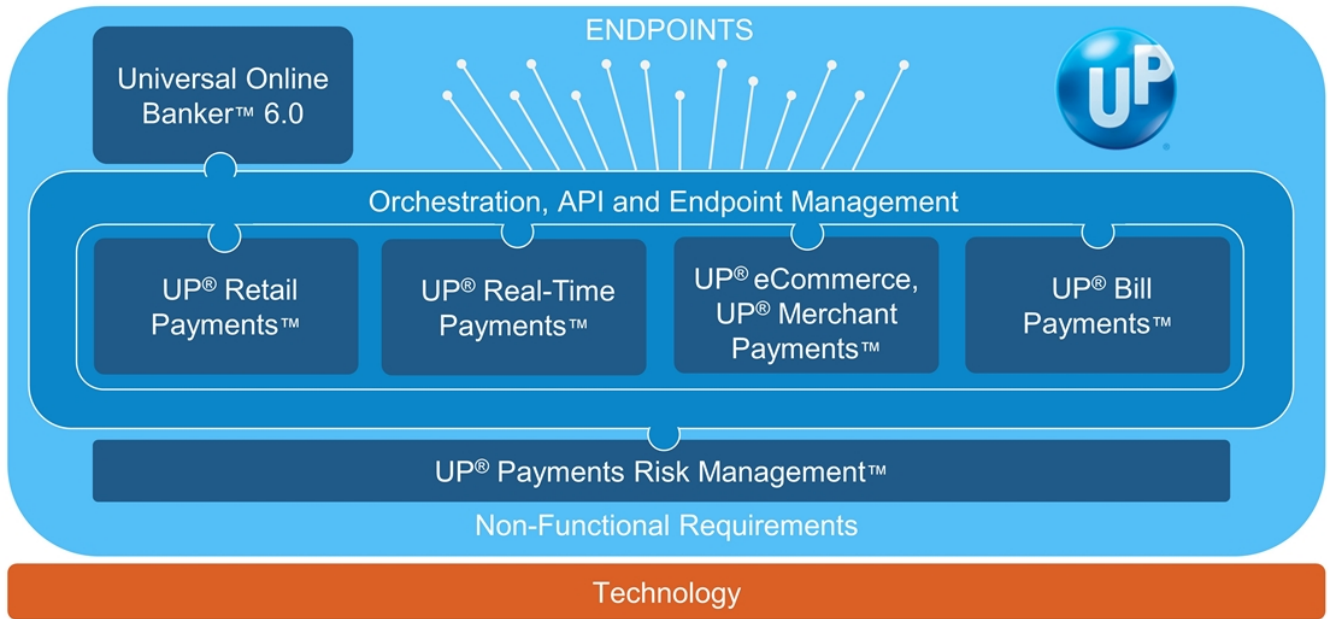 ENDPOINTS
Universal Online
Banker™ 6.0
UP
®
Orchestration, API and Endpoint Management
UP® Retail
Payments™
UP® Real-Time
Payments™
UP® eCommerce,
UP® Merchant
Payments™
UP® Bill
Payments™
UP® Payments Risk Management™
Non-Functional Requirements
Technology